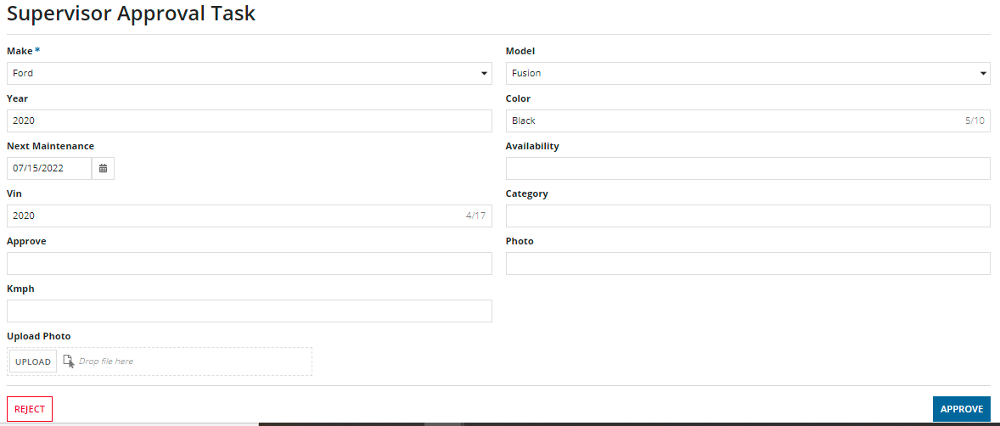 Supervisor Approval Task
Make * Model
Ford Fusion
Year Color
2020 Black 5/10
Next Maintenance Availability
07/15/2022
Vin Category
2020 4/17
Approve Photo
Kmph
Upload Photo
UPLOAD Drop file here
REJECT APPROVE